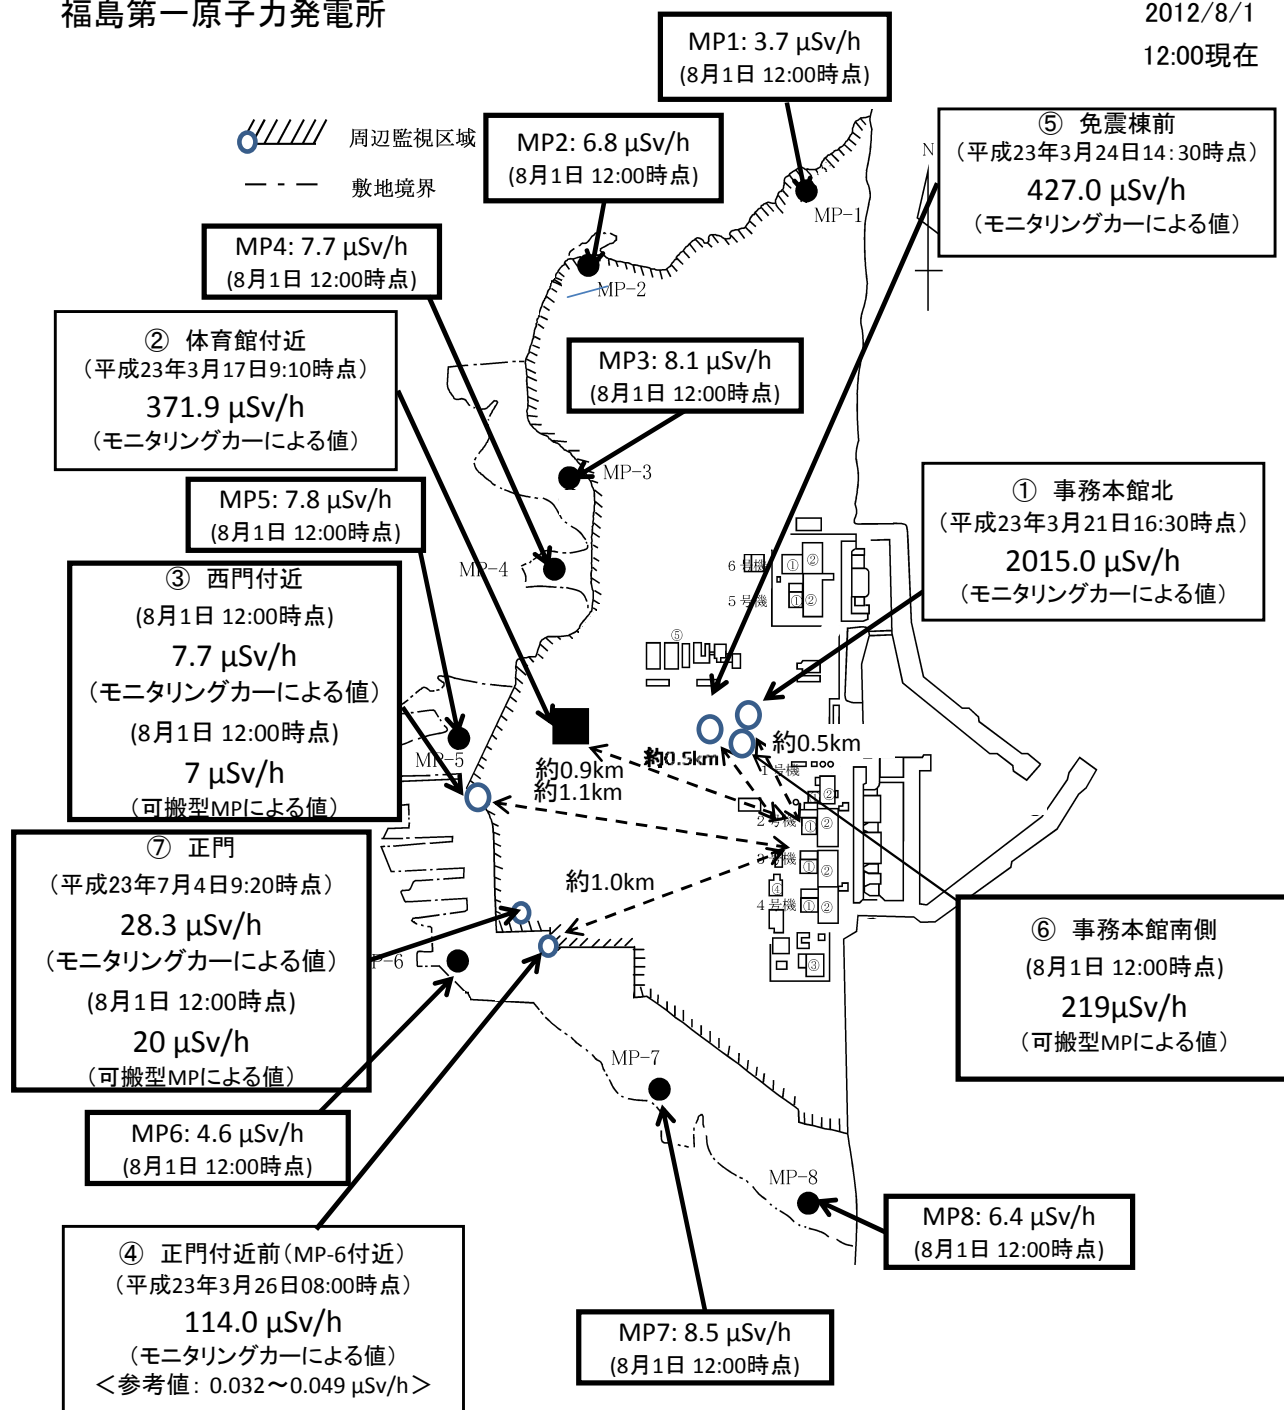 福島第一原子力発電所
2012/8/1
12:00現在
MP1: 3.7 μSv/h
(8月1日 12:00時点)
周辺監視区域
敷地境界
MP2: 6.8 μSv/h
(8月1日 12:00時点)
⑤ 免震棟前
（平成23年3月24日14:30時点）
427.0 μSv/h
（モニタリングカーによる値）
N
MP-1
MP4: 7.7 μSv/h
(8月1日 12:00時点)
MP-2
② 体育館付近
（平成23年3月17日9:10時点）
371.9 μSv/h
（モニタリングカーによる値）
MP3: 8.1 μSv/h
(8月1日 12:00時点)
MP-3
MP5: 7.8 μSv/h
(8月1日 12:00時点)
① 事務本館北
（平成23年3月21日16:30時点）
2015.0 μSv/h
（モニタリングカーによる値）
MP-4
6号機
① ②
5号機
① ②
③ 西門付近
(8月1日 12:00時点)
7.7 μSv/h
（モニタリングカーによる値）
(8月1日 12:00時点)
7 μSv/h
（可搬型MPによる値）
⑤
MP-5
約0.9km
約1.1km
約0.5km
約0.5km
1号機
① ②
2号機
① ②
3号機
① ②
④
4号機
① ②
③
約1.0km
⑦ 正門
（平成23年7月4日9:20時点）
28.3 μSv/h
（モニタリングカーによる値）
(8月1日 12:00時点)
20 μSv/h
（可搬型MPによる値）
P-6
⑥ 事務本館南側
(8月1日 12:00時点)
219μSv/h
（可搬型MPによる値）
MP-7
MP6: 4.6 μSv/h
(8月1日 12:00時点)
MP-8
MP8: 6.4 μSv/h
(8月1日 12:00時点)
④ 正門付近前（MP-6付近）
（平成23年3月26日08:00時点）
114.0 μSv/h
（モニタリングカーによる値）
＜参考値： 0.032～0.049 μSv/h＞
MP7: 8.5 μSv/h
(8月1日 12:00時点)